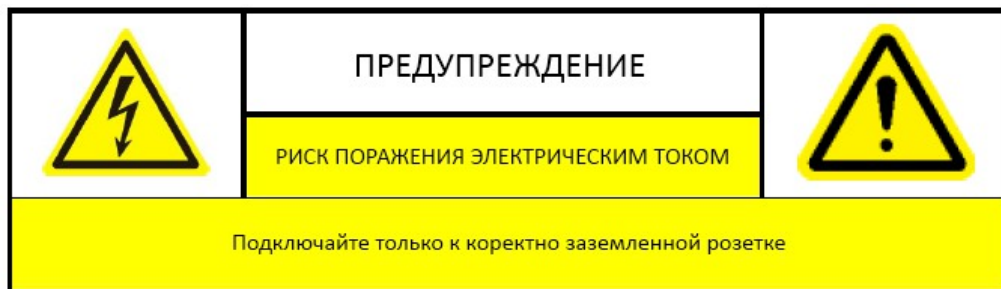 ПРЕДУПРЕЖДЕНИЕ
РИСК ПОРАЖЕНИЯ ЭЛЕКТРИЧЕСКИМ ТОКОМ
Подключайте только к коректно заземленной розетке